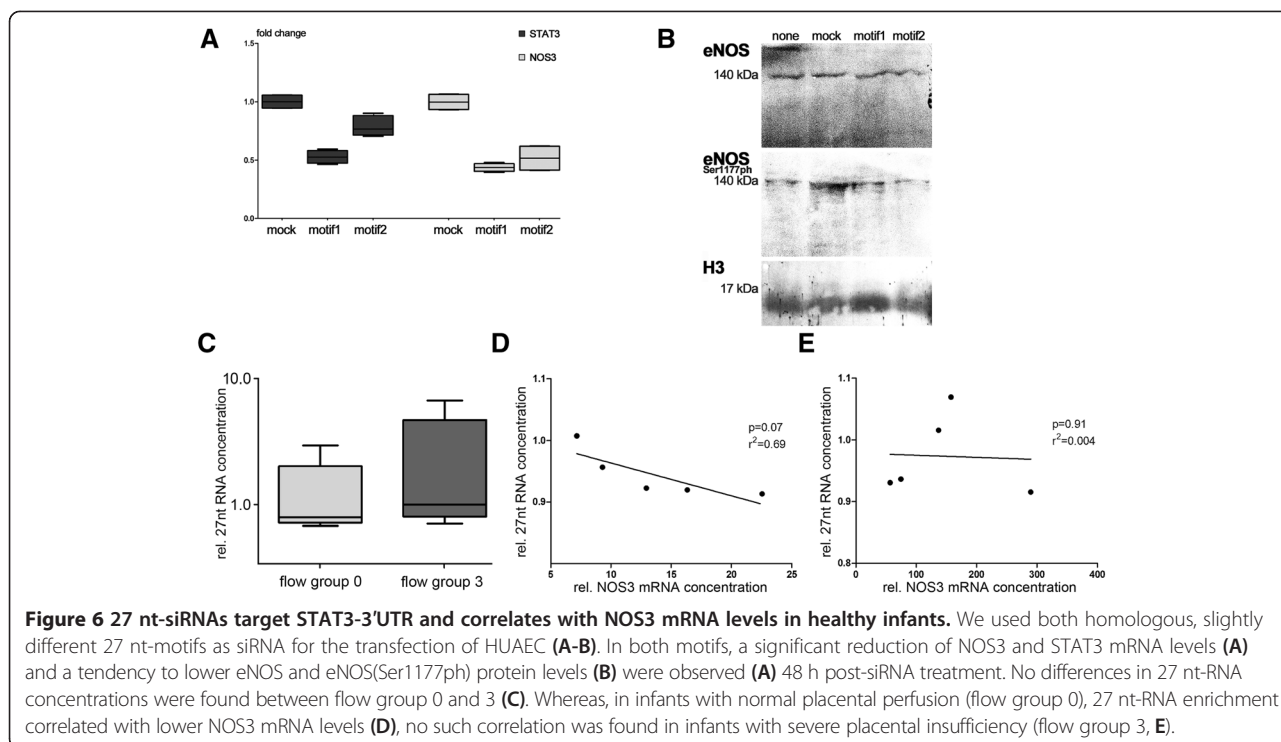 A
fold change
STAT3
NOS3
1.5
1.0
0.5
0.0
mock motif1 motif2 mock motif1 motif2
B
none mock motif1 motif2
eNOS
140 kDa
eNOS
Ser1177ph
140 kDa
H3
17 kDa
C
rel. 27nt RNA concentration
10.0
1.0
flow group 0 flow group 3
D
rel. 27nt RNA concentration
1.1
1.0
0.9
0.8
p=0.07
r²=0.69
5 10 15 20 25
rel. NOS3 mRNA concentration
E
rel. 27nt RNA concentration
1.1
1.0
0.9
0.8
p=0.91
r²=0.004
0 100 200 300 400
rel. NOS3 mRNA concentration
Figure 6 27 nt-siRNAs target STAT3-3'UTR and correlates with NOS3 mRNA levels in healthy infants. We used both homologous, slightly
different 27 nt-motifs as siRNA for the transfection of HUAEC (A-B). In both motifs, a significant reduction of NOS3 and STAT3 mRNA levels (A)
and a tendency to lower eNOS and eNOS(Ser1177ph) protein levels (B) were observed (A) 48 h post-siRNA treatment. No differences in 27 nt-RNA
concentrations were found between flow group 0 and 3 (C). Whereas, in infants with normal placental perfusion (flow group 0), 27 nt-RNA enrichment
correlated with lower NOS3 mRNA levels (D), no such correlation was found in infants with severe placental insufficiency (flow group 3, E).